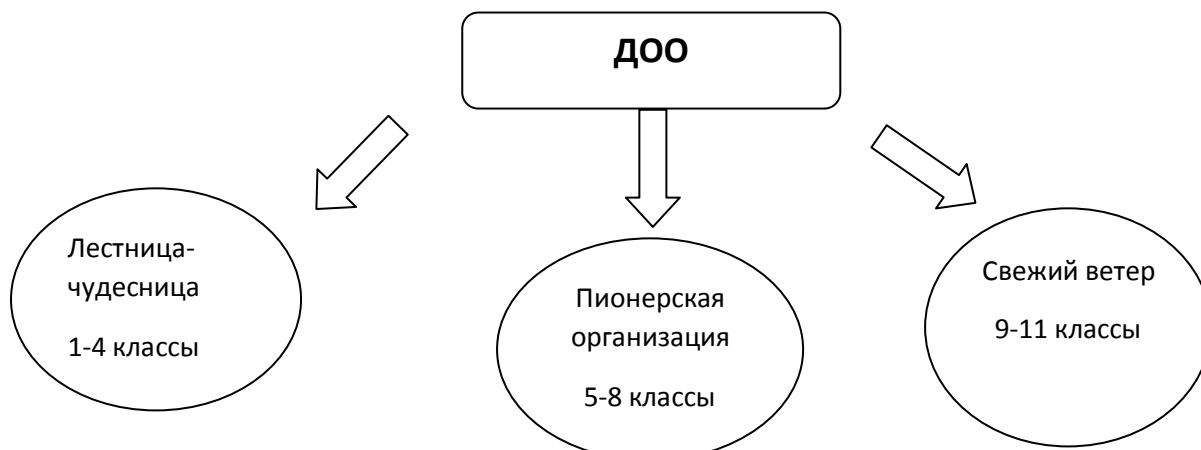 ДОО
Лестница-
чудесница
1-4 классы
Пионерская
организация
5-8 классы
Свежий ветер
9-11 классы